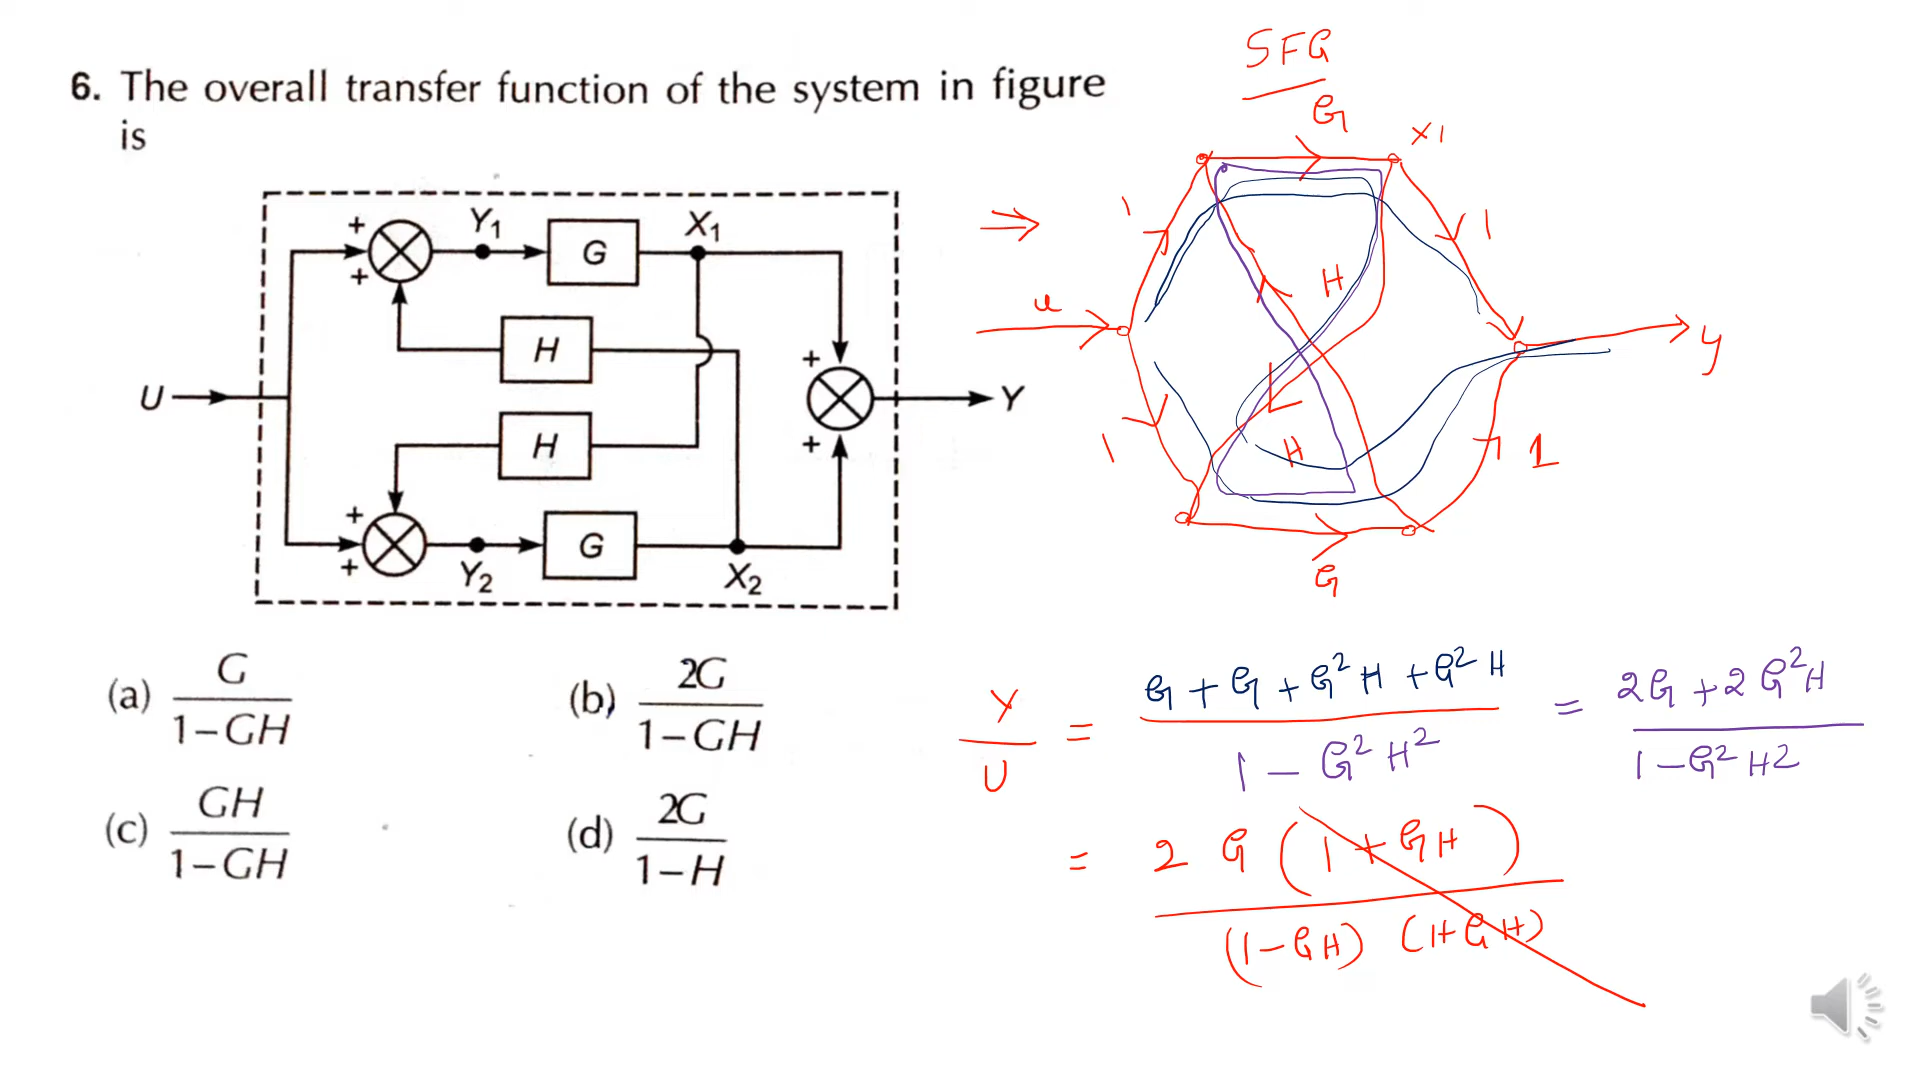 6. The overall transfer function of the system in figure
is
SFG
G
X1
+
Y1
G
X1
+
H
H
+
U
Y
H
+
+
Y2
G
X2
+
+
1
1
u
H
H
y
1
1
G
(a) G / 1-GH
(b) 2G / 1-GH
(c) GH / 1-GH
(d) 2G / 1-H
Y / U = G + G + G²H + G²H / 1 - G²H² = 2G + 2G²H / 1 - G²H2
= 2 G (1 + GH) / (1-GH) (1+GH)